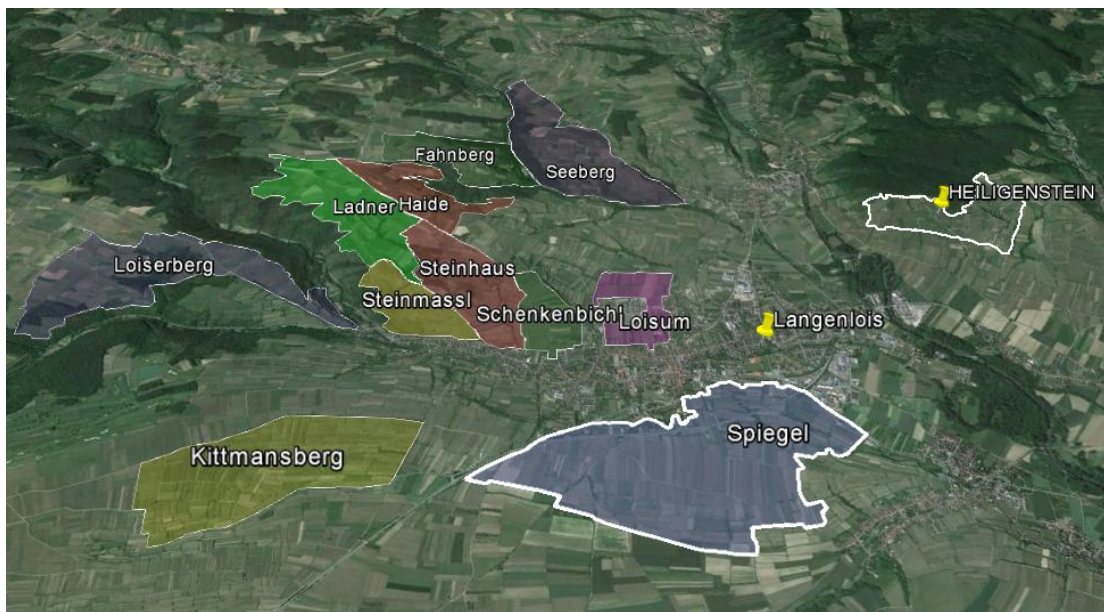 Fahnberg
Seeberg
HEILIGENSTEIN
Ladner
Haide
Loiserberg
Steinhaus
Steinmassl
Schenkenbichl
Loisum
Langenlois
Spiegel
Kittmansberg